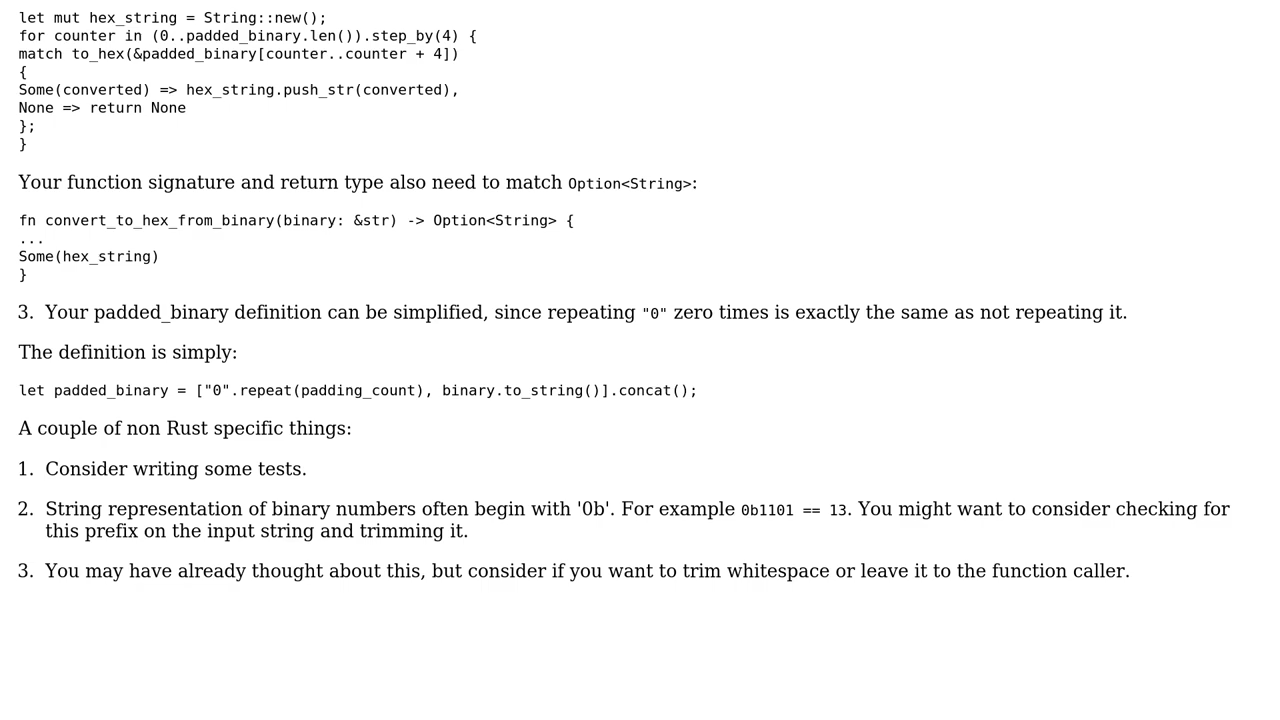 let mut hex_string = String::new();
for counter in (0..padded_binary.len()).step_by(4) {
match to_hex(&padded_binary[counter..counter + 4])
{
Some(converted) => hex_string.push_str(converted),
None => return None
};
}
Your function signature and return type also need to match Option<String>:
fn convert_to_hex_from_binary(binary: &str) -> Option<String> {
...
Some(hex_string)
}
3. Your padded_binary definition can be simplified, since repeating "0" zero times is exactly the same as not repeating it.
The definition is simply:
let padded_binary = ["0".repeat(padding_count), binary.to_string()].concat();
A couple of non Rust specific things:
1. Consider writing some tests.
2. String representation of binary numbers often begin with '0b'. For example 0b1101 == 13. You might want to consider checking for
this prefix on the input string and trimming it.
3. You may have already thought about this, but consider if you want to trim whitespace or leave it to the function caller.